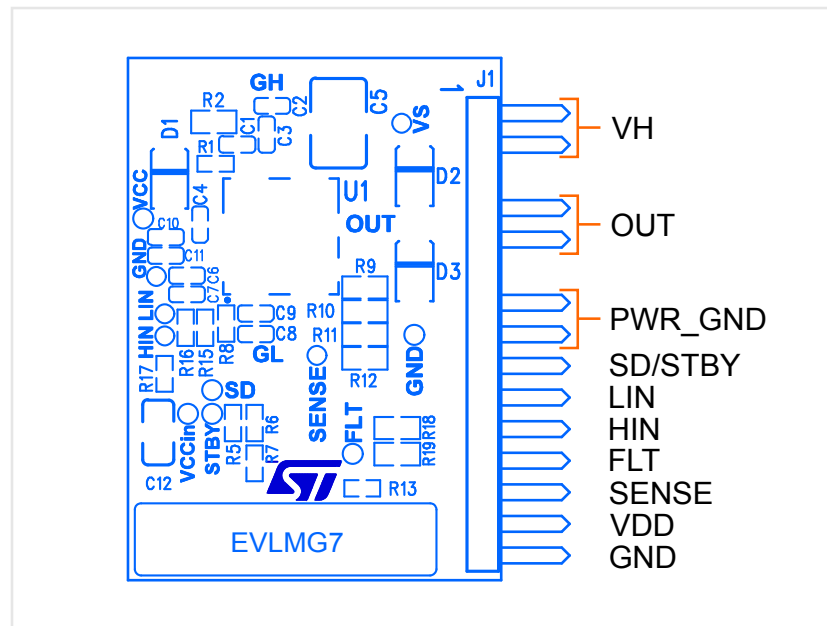 J1
1
GH
R2
C2
C5
VS
D1
C1
C3
R1
VH
VCC
C4
U1
D2
OUT
OUT
C10
GND
C11
C6
C7
R9
D3
HIN
LIN
R10
C9
R11
C8
R16
R15
R8
GL
R17
R12
SENSE
GND
PWR_GND
SD/STBY
LIN
HIN
FLT
SENSE
VDD
GND
SD
VCCin
STBY
R5
R6
R7
FLT
R18
R19
C12
ST
R13
EVLMG7